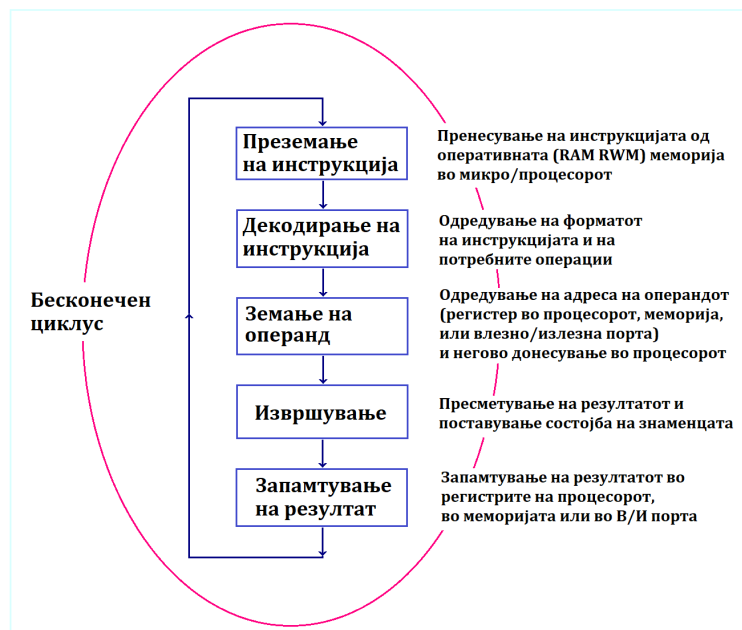 Преземање
на инструкција
Пренесување на инструкцијата од
оперативната (RAM RWM) меморија
во микро/процесорот
Декодирање на
инструкција
Одредување на форматот
на инструкцијата и на
потребните операции
Бесконечен
циклус
Земање на
операнд
Одредување на адреса на операндот
(регистер во процесорот, меморија,
или влезно/излезна порта)
и негово донесување во процесорот
Извршување
Пресметување на резултатот и
поставување состојба на знаменцата
Запамтување
на резултат
Запамтување на резултатот во
регистрите на процесорот,
во меморијата или во В/И порта